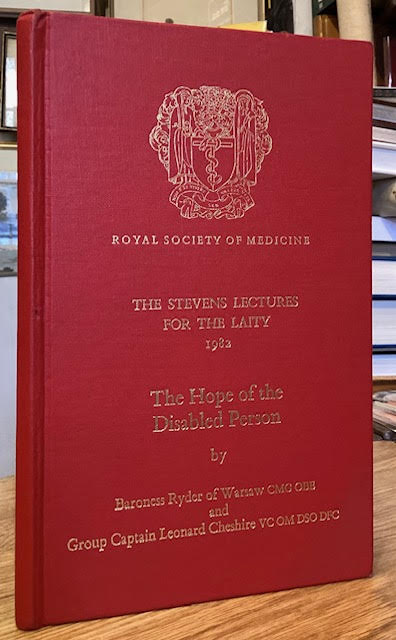 ROYAL SOCIETY OF MEDICINE
THE STEVENS LECTURES
FOR THE LAITY
1982
The Hope of the
Disabled Person
by
Baroness Ryder of Warsaw CMG OBE
and
Group Captain Leonard Cheshire VC OM DSO DFC